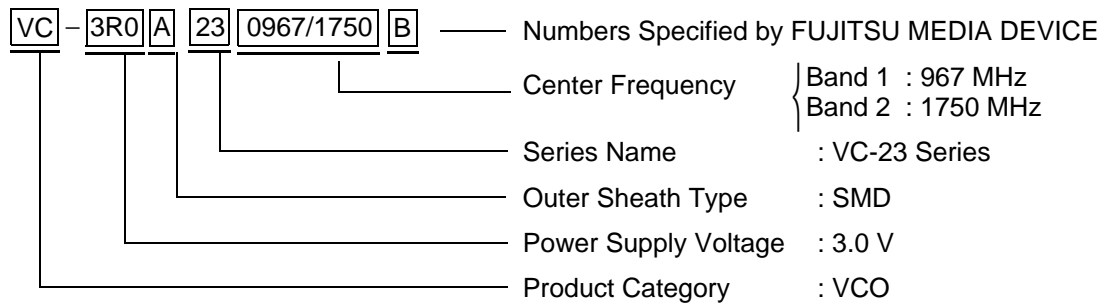 VC – 3R0 A 23 0967/1750 B Numbers Specified by FUJITSU MEDIA DEVICE
Center Frequency Band 1 : 967 MHz
Band 2 : 1750 MHz
Series Name : VC-23 Series
Outer Sheath Type : SMD
Power Supply Voltage : 3.0 V
Product Category : VCO